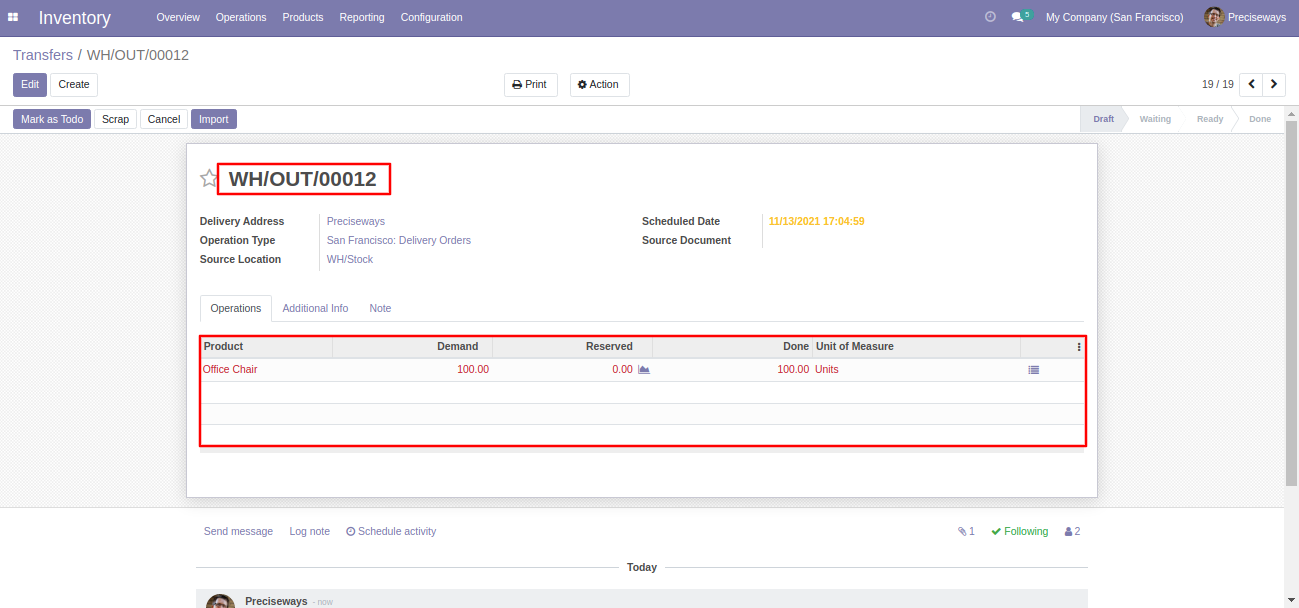 Inventory Overview Operations Products Reporting Configuration 5 My Company (San Francisco) Preciseways
Transfers / WH/OUT/00012
Edit Create Print Action 19 / 19
Mark as Todo Scrap Cancel Import Draft Waiting Ready Done
WH/OUT/00012
Delivery Address Preciseways Scheduled Date 11/13/2021 17:04:59
Operation Type San Francisco: Delivery Orders Source Document
Source Location WH/Stock
Operations Additional Info Note
Product Demand Reserved Done Unit of Measure
Office Chair 100.00 0.00 100.00 Units
Send message Log note Schedule activity 1 Following 2
Today
Preciseways - now